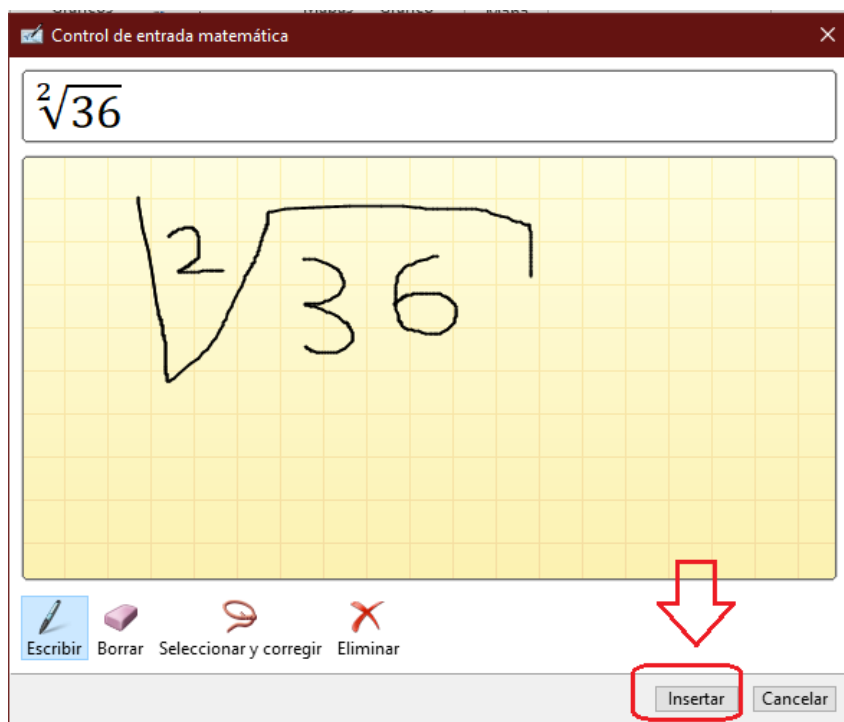 Control de entrada matemática
²√36
2
36
Escribir Borrar Seleccionar y corregir Eliminar
Insertar Cancelar